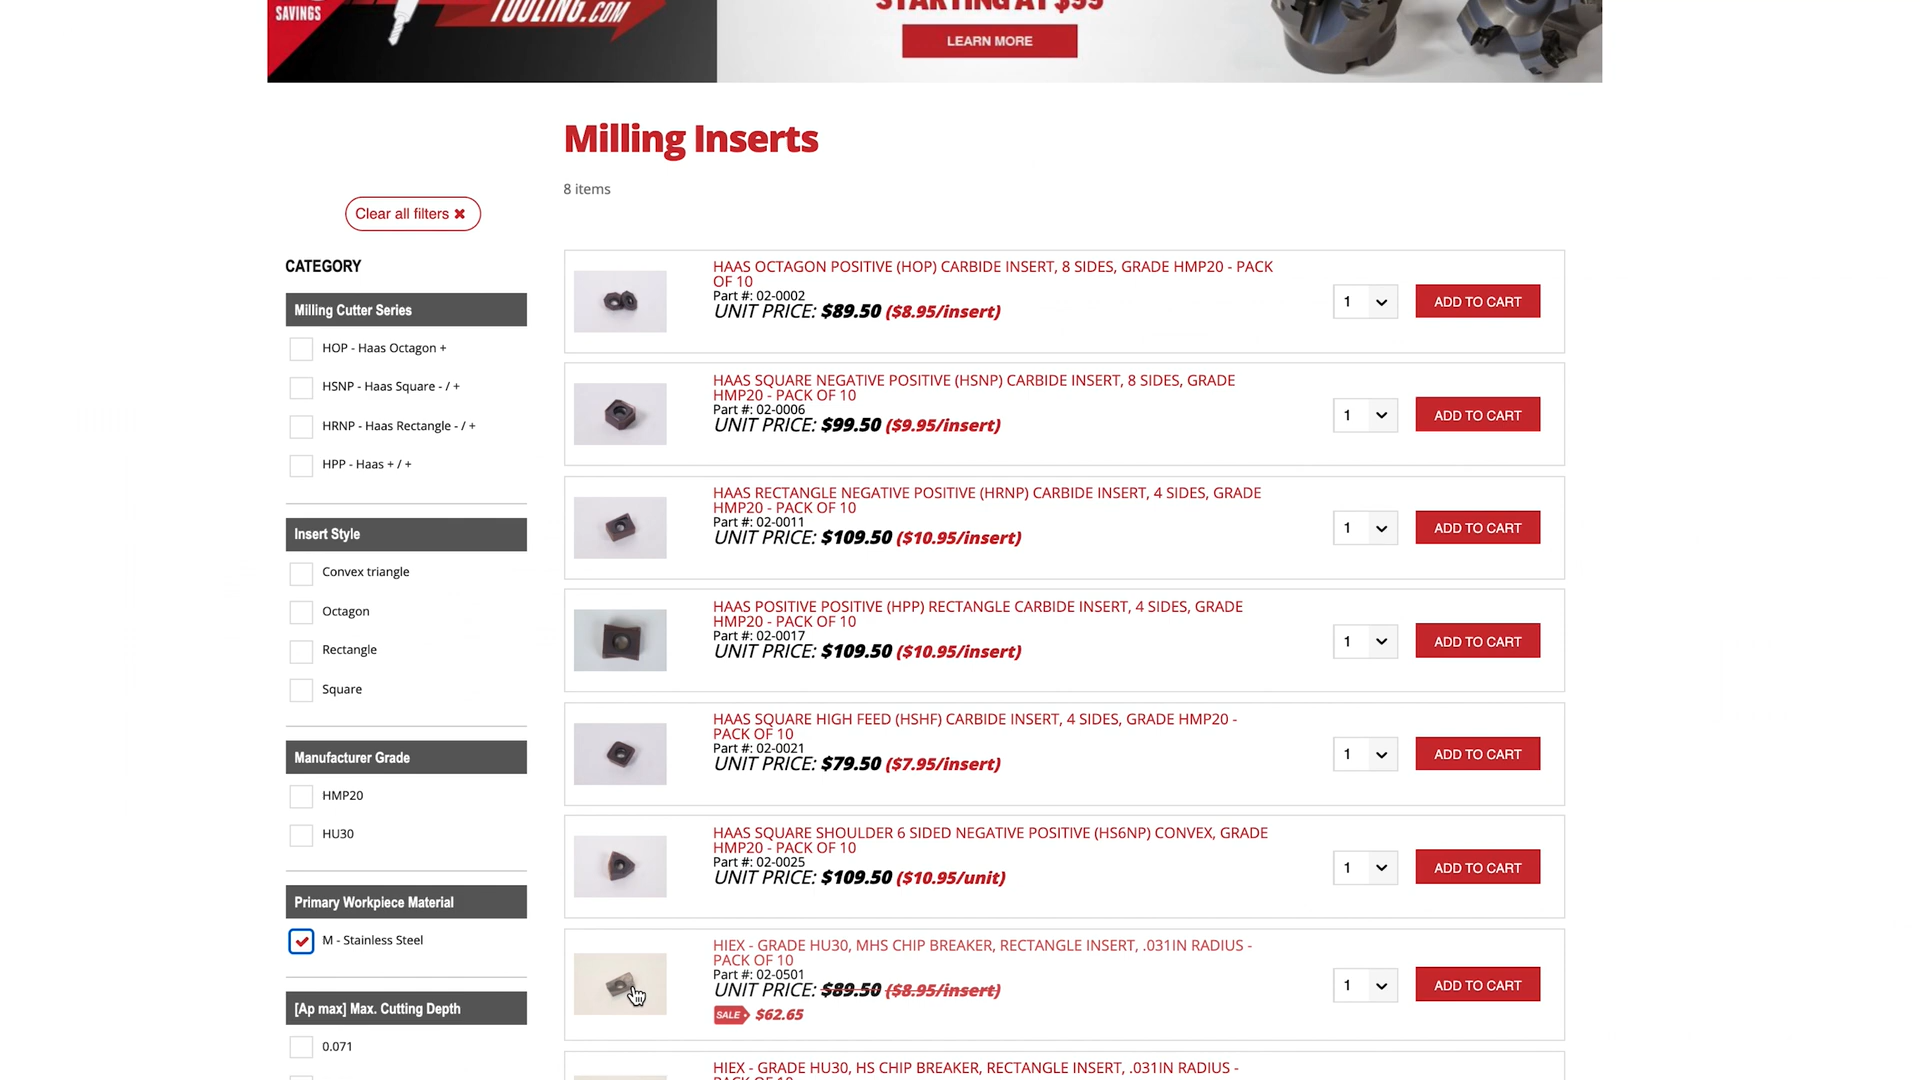 SAVINGS
TOOLING.COM
STARTING AT $99
LEARN MORE
Milling Inserts
8 items
Clear all filters ✖
CATEGORY
Milling Cutter Series
HOP - Haas Octagon +
HSNP - Haas Square - / +
HRNP - Haas Rectangle - / +
HPP - Haas + / +
Insert Style
Convex triangle
Octagon
Rectangle
Square
Manufacturer Grade
HMP20
HU30
Primary Workpiece Material
M - Stainless Steel
[Ap max] Max. Cutting Depth
0.071
HAAS OCTAGON POSITIVE (HOP) CARBIDE INSERT, 8 SIDES, GRADE HMP20 - PACK
OF 10
Part #: 02-0002
UNIT PRICE: $89.50 ($8.95/insert)
1
ADD TO CART
HAAS SQUARE NEGATIVE POSITIVE (HSNP) CARBIDE INSERT, 8 SIDES, GRADE
HMP20 - PACK OF 10
Part #: 02-0006
UNIT PRICE: $99.50 ($9.95/insert)
1
ADD TO CART
HAAS RECTANGLE NEGATIVE POSITIVE (HRNP) CARBIDE INSERT, 4 SIDES, GRADE
HMP20 - PACK OF 10
Part #: 02-0011
UNIT PRICE: $109.50 ($10.95/insert)
1
ADD TO CART
HAAS POSITIVE POSITIVE (HPP) RECTANGLE CARBIDE INSERT, 4 SIDES, GRADE
HMP20 - PACK OF 10
Part #: 02-0017
UNIT PRICE: $109.50 ($10.95/insert)
1
ADD TO CART
HAAS SQUARE HIGH FEED (HSHF) CARBIDE INSERT, 4 SIDES, GRADE HMP20 -
PACK OF 10
Part #: 02-0021
UNIT PRICE: $79.50 ($7.95/insert)
1
ADD TO CART
HAAS SQUARE SHOULDER 6 SIDED NEGATIVE POSITIVE (HS6NP) CONVEX, GRADE
HMP20 - PACK OF 10
Part #: 02-0025
UNIT PRICE: $109.50 ($10.95/unit)
1
ADD TO CART
HIEX - GRADE HU30, MHS CHIP BREAKER, RECTANGLE INSERT, .031IN RADIUS -
PACK OF 10
Part #: 02-0501
UNIT PRICE: $89.50 ($8.95/insert)
SALE $62.65
1
ADD TO CART
HIEX - GRADE HU30, HS CHIP BREAKER, RECTANGLE INSERT, .031IN RADIUS -
PACK OF 10